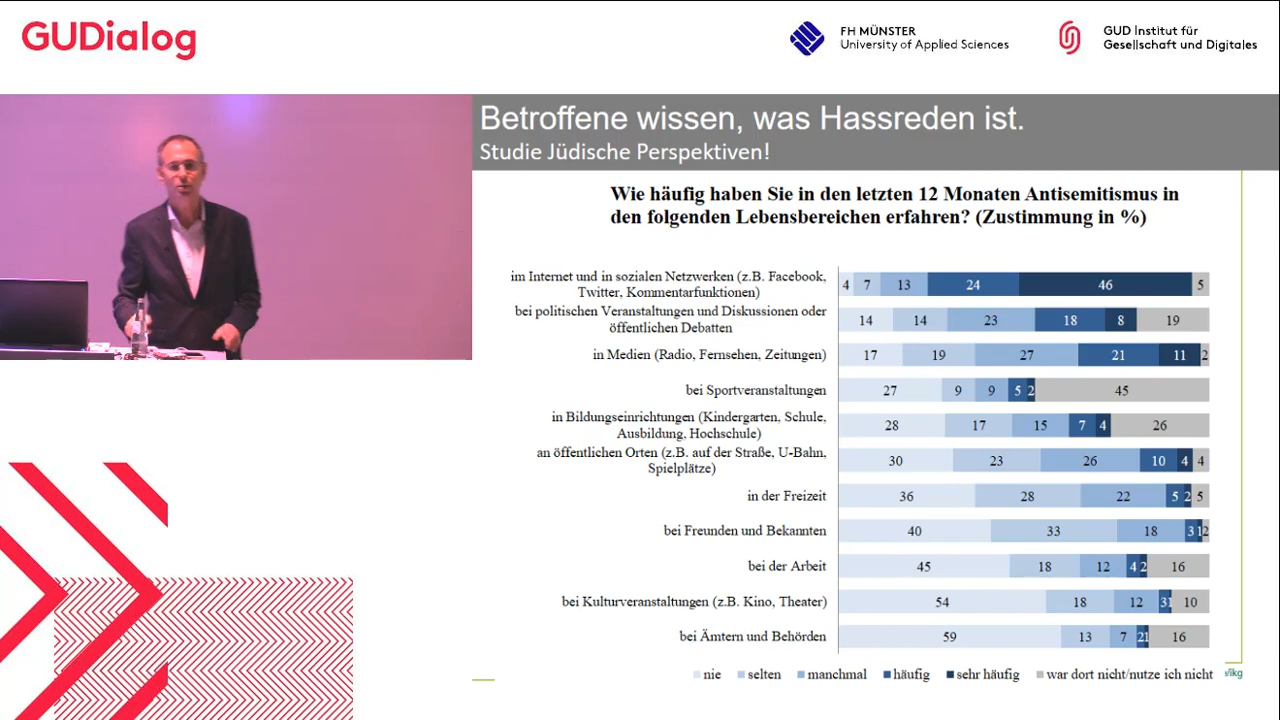 GUDialog
FH MÜNSTER
University of Applied Sciences
GUD Institut für
Gesellschaft und Digitales
Betroffene wissen, was Hassreden ist.
Studie Jüdische Perspektiven!
Wie häufig haben Sie in den letzten 12 Monaten Antisemitismus in
den folgenden Lebensbereichen erfahren? (Zustimmung in %)
im Internet und in sozialen Netzwerken (z.B. Facebook,
Twitter, Kommentarfunktionen)
4 7 13 24 46 5
bei politischen Veranstaltungen und Diskussionen oder
öffentlichen Debatten
14 14 23 18 8 19
in Medien (Radio, Fernsehen, Zeitungen)
17 19 27 21 11 2
bei Sportveranstaltungen
27 9 9 5 2 45
in Bildungseinrichtungen (Kindergarten, Schule,
Ausbildung, Hochschule)
28 17 15 7 4 26
an öffentlichen Orten (z.B. auf der Straße, U-Bahn,
Spielplätze)
30 23 26 10 4 4
in der Freizeit
36 28 22 5 2 5
bei Freunden und Bekannten
40 33 18 3 1 2
bei der Arbeit
45 18 12 4 2 16
bei Kulturveranstaltungen (z.B. Kino, Theater)
54 18 12 3 1 10
bei Ämtern und Behörden
59 13 7 2 1 16
nie selten manchmal häufig sehr häufig war dort nicht/nutze ich nicht